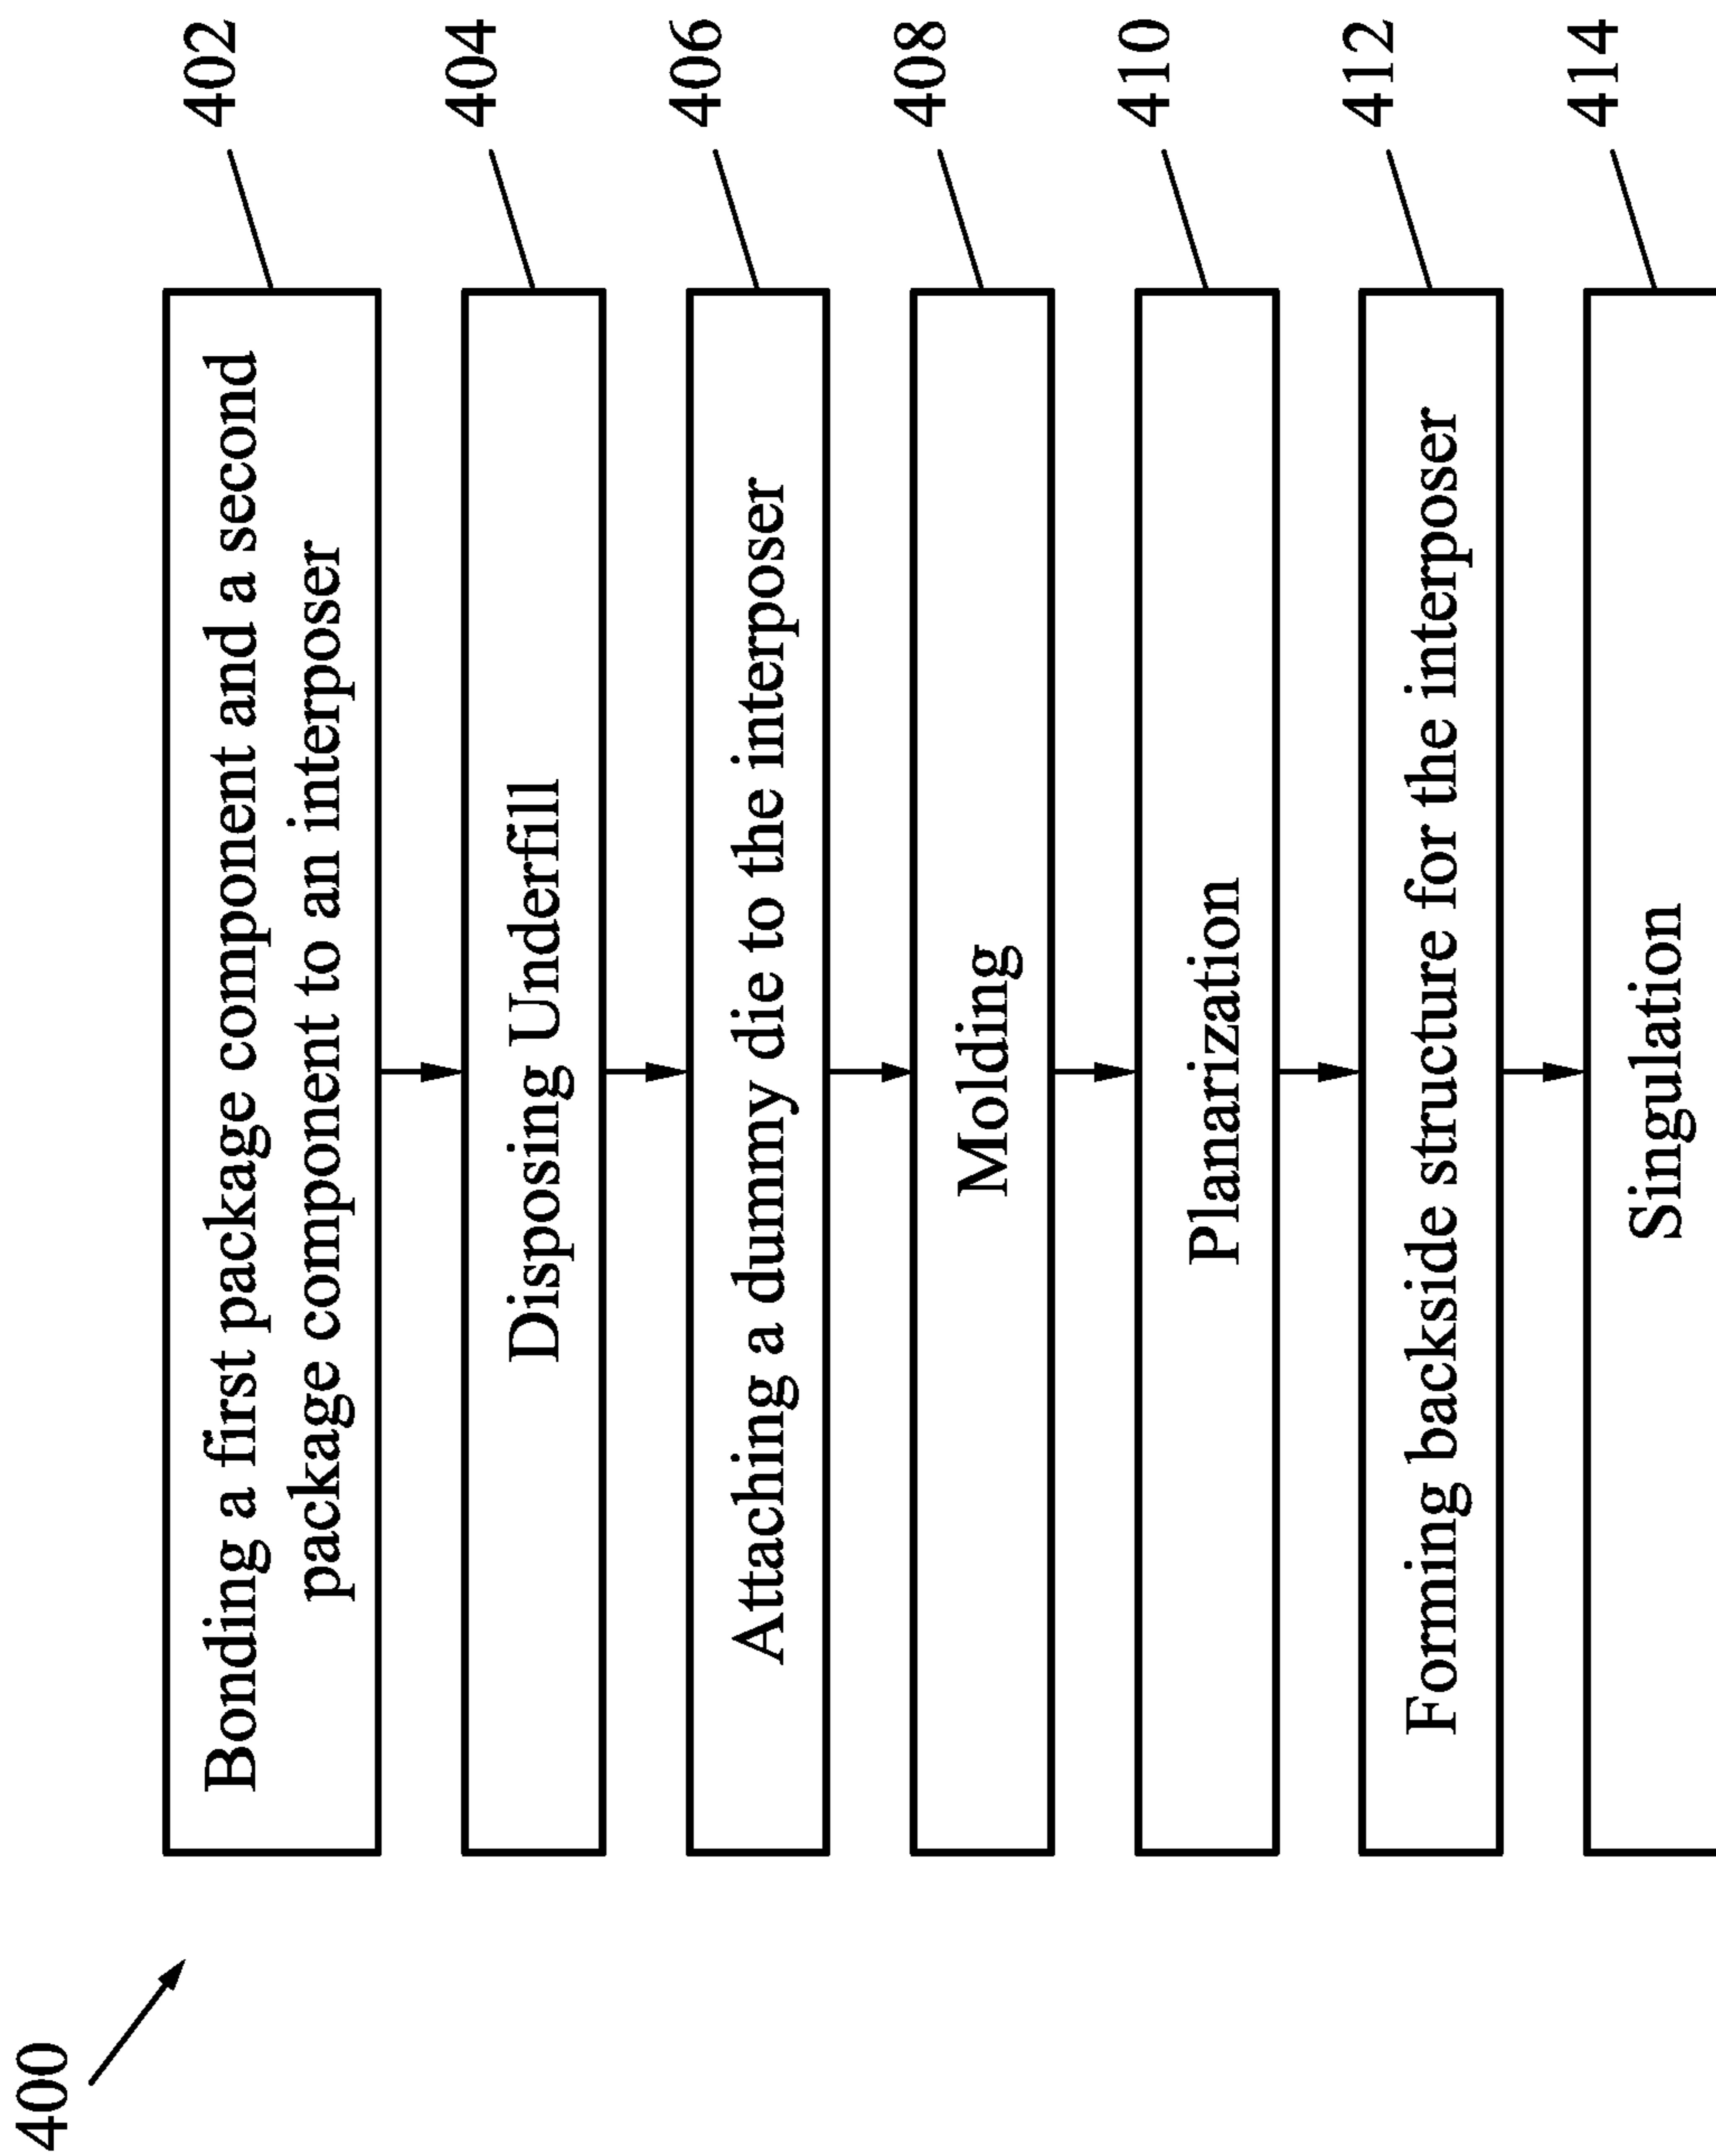 400
Bonding a first package component and a second
package component to an interposer
402
Disposing Underfill
404
Attaching a dummy die to the interposer
406
Molding
408
Planarization
410
Forming backside structure for the interposer
412
Singulation
414